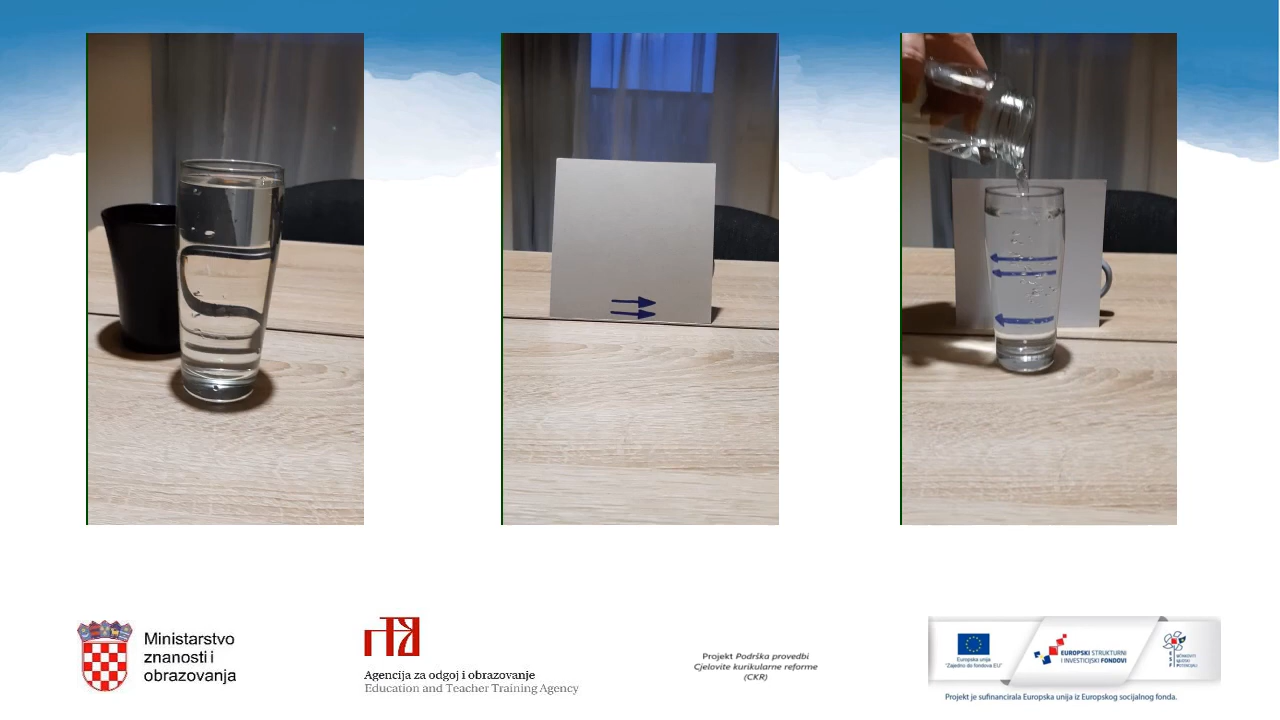 Ministarstvo
znanosti i
obrazovanja
Agencija za odgoj i obrazovanje
Education and Teacher Training Agency
Projekt Podrška provedbi
Cjelovite kurikularne reforme
(CKR)
Europska unija
"Zajedno do fondova EU"
EUROPSKI STRUKTURNI
I INVESTICIJSKI FONDOVI
Projekt je sufinancirala Europska unija iz Europskog socijalnog fonda.